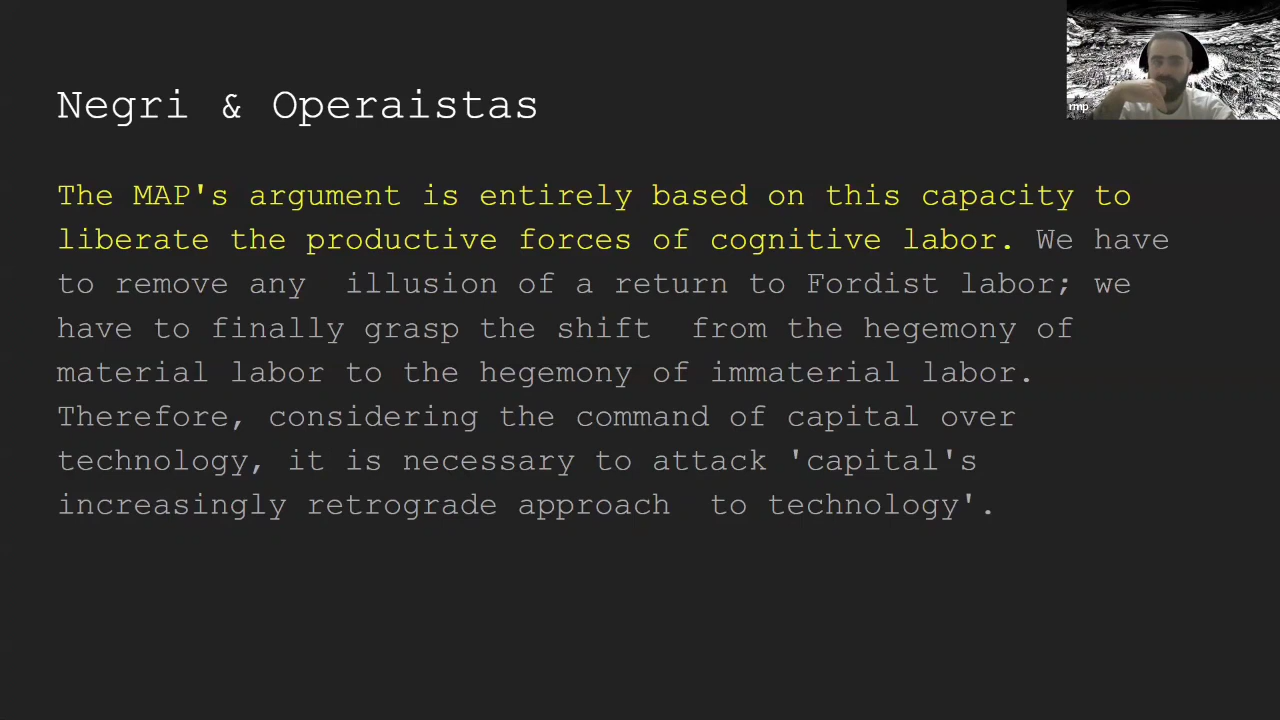 rmp
Negri & Operaistas
The MAP's argument is entirely based on this capacity to
liberate the productive forces of cognitive labor. We have
to remove any  illusion of a return to Fordist labor; we
have to finally grasp the shift  from the hegemony of
material labor to the hegemony of immaterial labor.
Therefore, considering the command of capital over
technology, it is necessary to attack 'capital's
increasingly retrograde approach  to technology'.